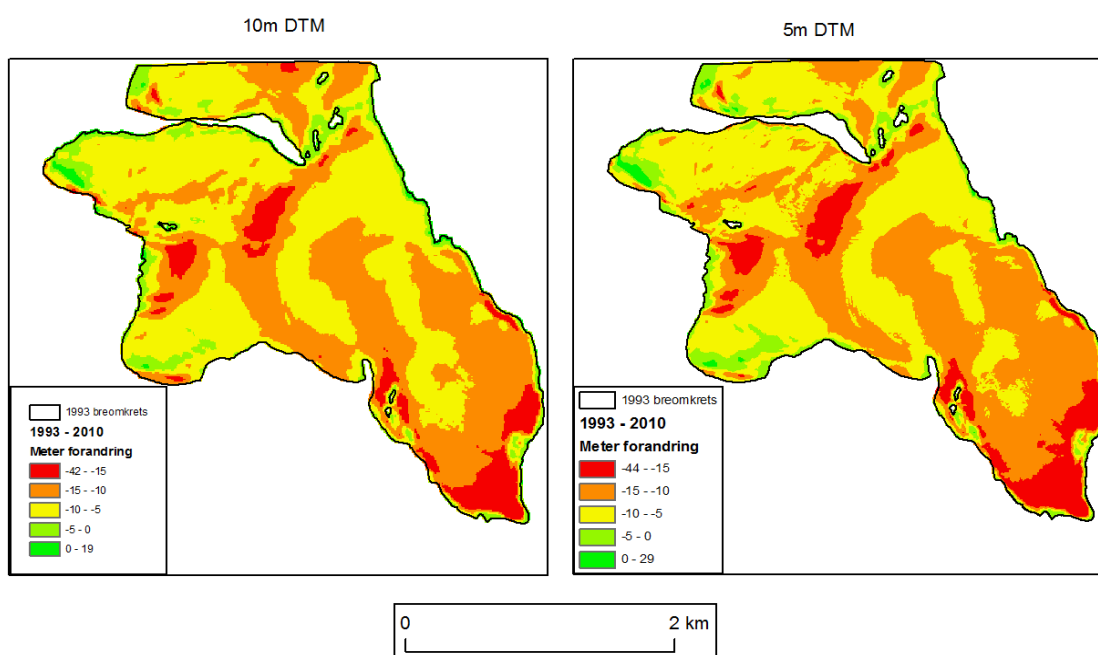 10m DTM
5m DTM
1993 breomkrets
1993 - 2010
Meter forandring
-42 - -15
-15 - -10
-10 - -5
-5 - 0
0 - 19
1993 breomkrets
1993 - 2010
Meter forandring
-44 - -15
-15 - -10
-10 - -5
-5 - 0
0 - 29
0
2 km